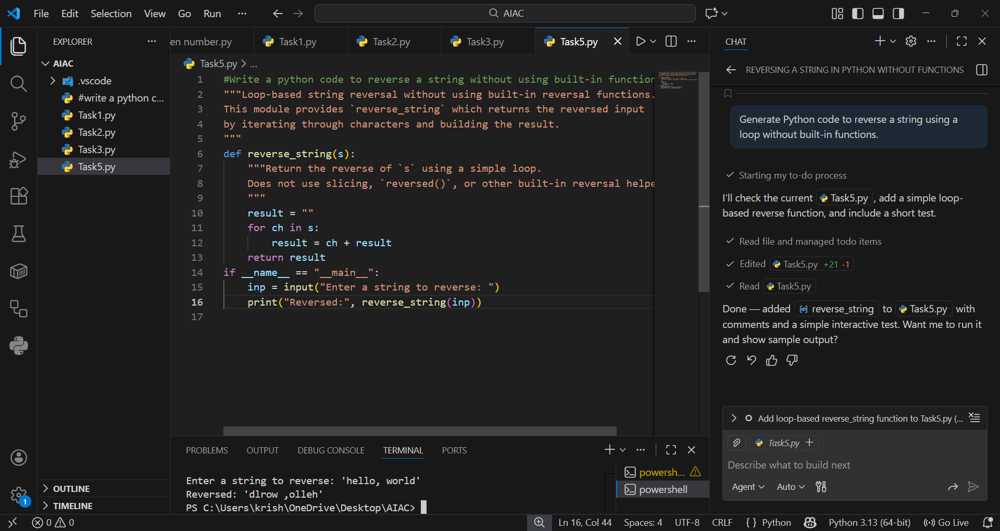 File Edit Selection View Go Run ··· AIAC
EXPLORER ···
AIAC
.vscode
#write a python c...
Task1.py
Task2.py
Task3.py
Task5.py
OUTLINE
TIMELINE
en number.py Task1.py Task2.py Task3.py Task5.py
Task5.py > ...
1 #Write a python code to reverse a string without using built-in function
2 """Loop-based string reversal without using built-in reversal functions.
3 This module provides `reverse_string` which returns the reversed input
4 by iterating through characters and building the result.
5 """
6 def reverse_string(s):
7 """Return the reverse of `s` using a simple loop.
8 Does not use slicing, `reversed()`, or other built-in reversal helpe
9 """
10 result = ""
11 for ch in s:
12 result = ch + result
13 return result
14 if __name__ == "__main__":
15 inp = input("Enter a string to reverse: ")
16 print("Reversed:", reverse_string(inp))
17
PROBLEMS OUTPUT DEBUG CONSOLE TERMINAL PORTS
Enter a string to reverse: 'hello, world'
Reversed: 'dlrow ,olleh'
PS C:\Users\krish\OneDrive\Desktop\AIAC>
powersh...
powershell
CHAT
REVERSING A STRING IN PYTHON WITHOUT FUNCTIONS
Generate Python code to reverse a string using a
loop without built-in functions.
Starting my to-do process
I'll check the current Task5.py , add a simple loop-
based reverse function, and include a short test.
Read file and managed todo items
Edited Task5.py +21 -1
Read Task5.py
Done — added reverse_string to Task5.py with
comments and a simple interactive test. Want me to run it
and show sample output?
Add loop-based reverse_string function to Task5.py (...
Task5.py +
Describe what to build next
Agent Auto
1
0 0 Ln 16, Col 44 Spaces: 4 UTF-8 CRLF { } Python Python 3.13 (64-bit) Go Live